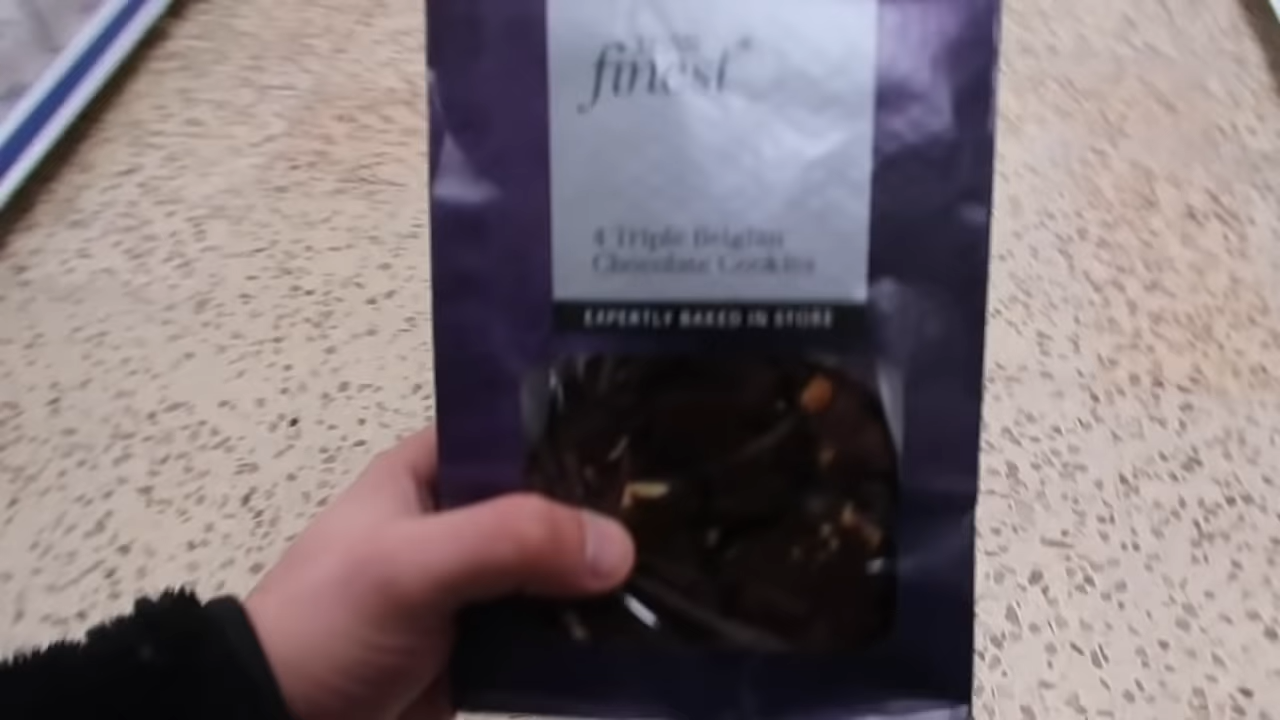 finest
4 Triple Belgian
Chocolate Cookies
EXPERTLY BAKED IN STORE